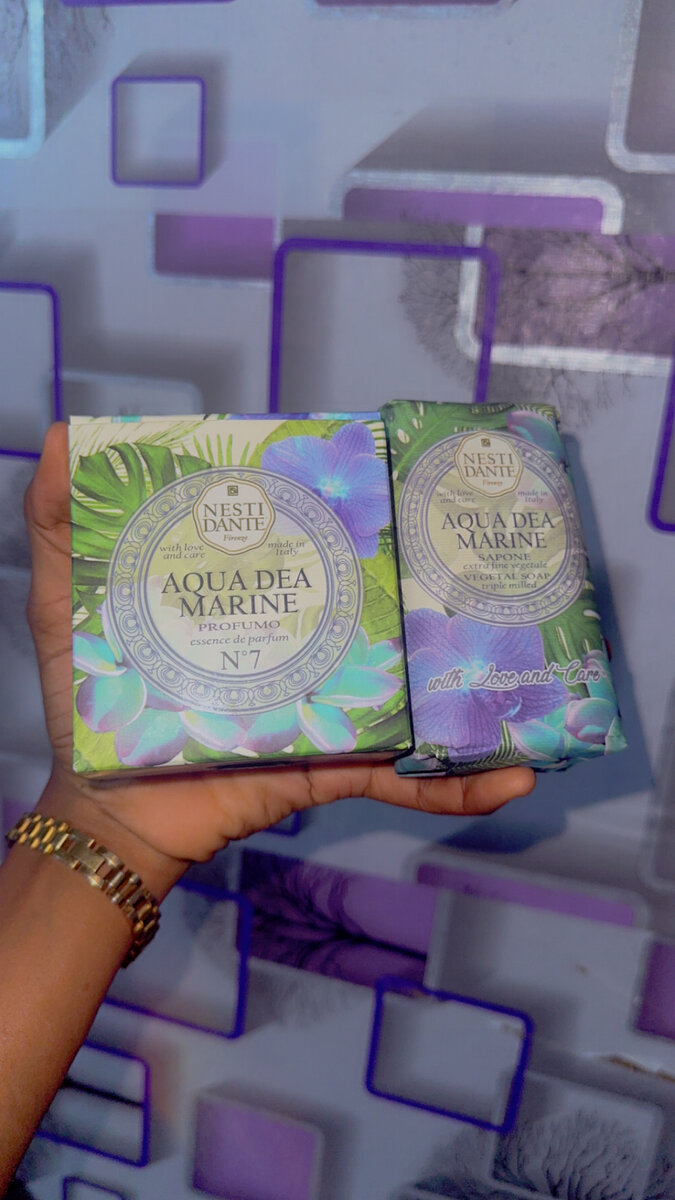 NESTI
DANTE
Firenze
with love
and care
made in
Italy
AQUA DEA
MARINE
PROFUMO
essence de parfum
N°7
NESTI
DANTE
Firenze
with love
and care
made in
Italy
AQUA DEA
MARINE
SAPONE
extra fine vegetale
VEGETAL SOAP
triple milled
with Love and Care